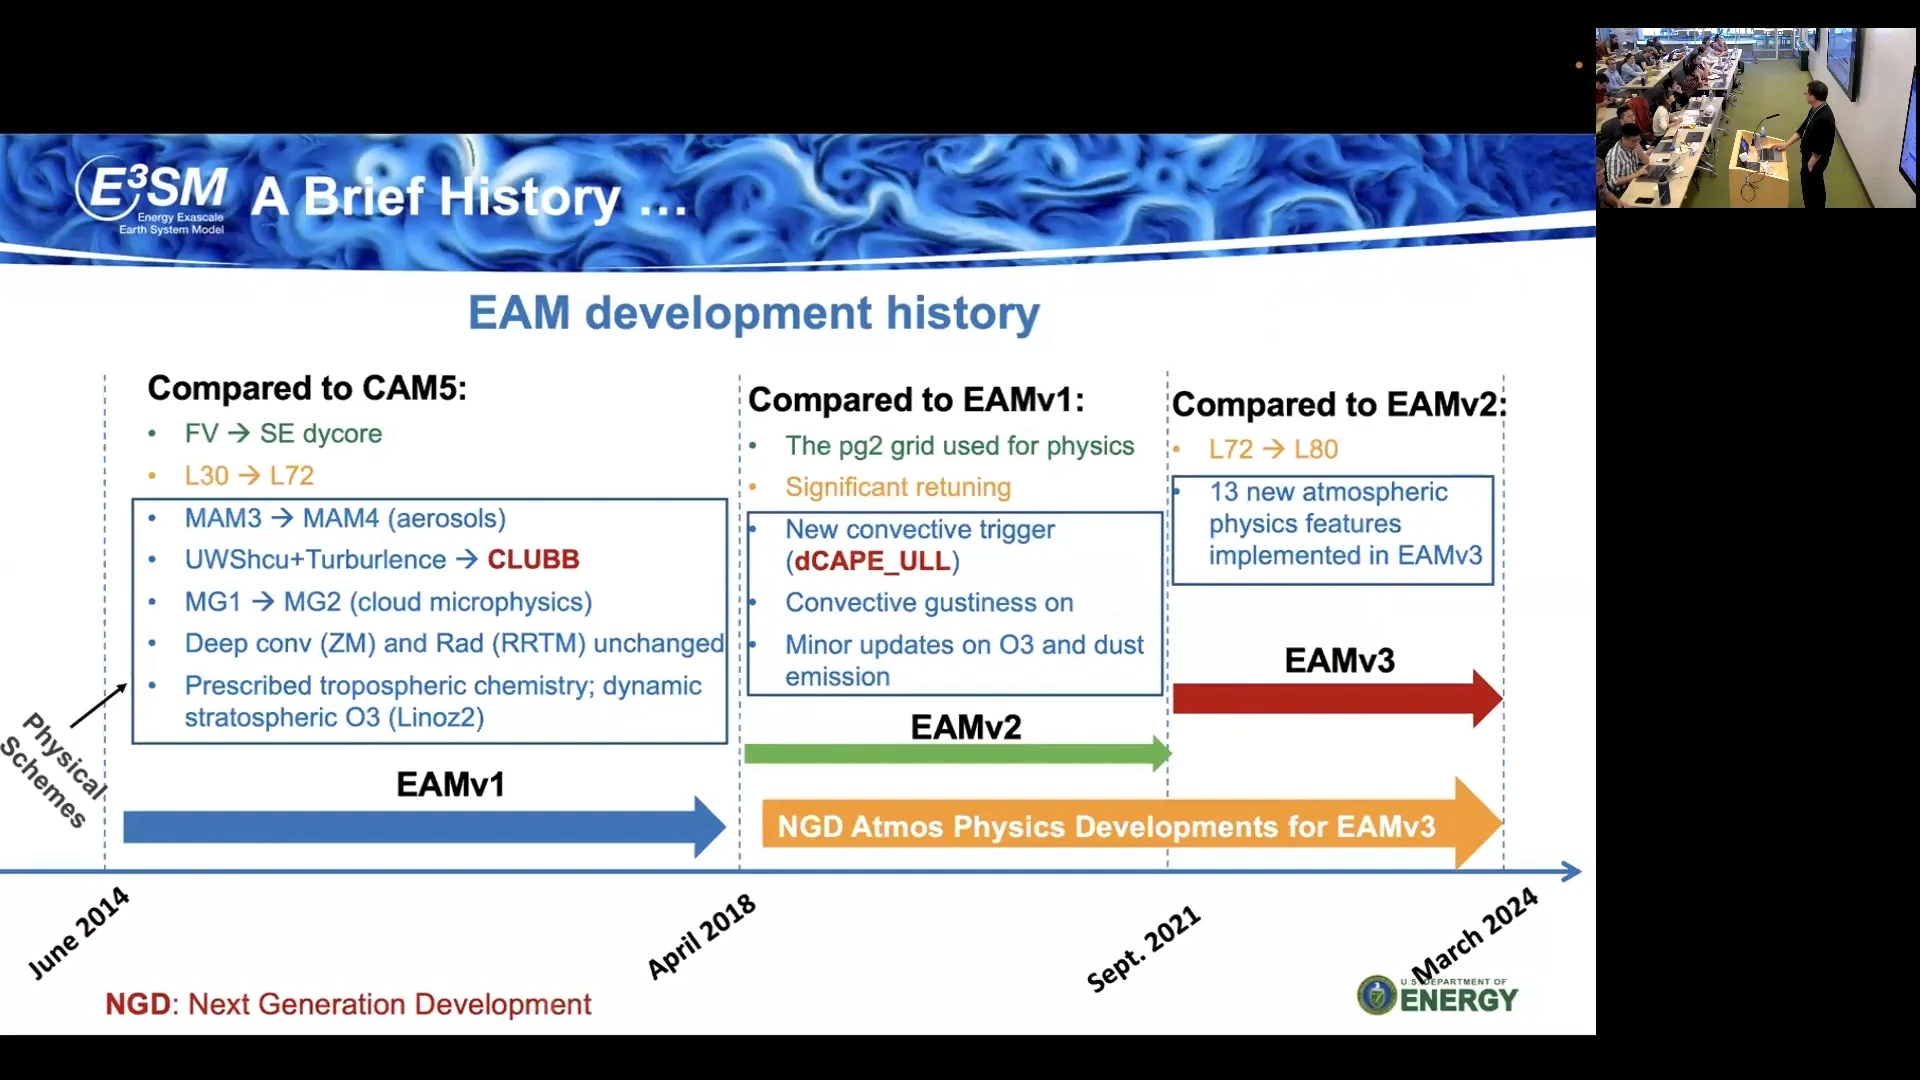 E³SM
Energy Exascale
Earth System Model
A Brief History ...
EAM development history
Compared to CAM5:
• FV → SE dycore
• L30 → L72
• MAM3 → MAM4 (aerosols)
• UWShcu+Turburlence → CLUBB
• MG1 → MG2 (cloud microphysics)
• Deep conv (ZM) and Rad (RRTM) unchanged
• Prescribed tropospheric chemistry; dynamic
stratospheric O3 (Linoz2)
Physical
Schemes
EAMv1
Compared to EAMv1:
• The pg2 grid used for physics
• Significant retuning
• New convective trigger
(dCAPE_ULL)
• Convective gustiness on
• Minor updates on O3 and dust
emission
EAMv2
Compared to EAMv2:
• L72 → L80
• 13 new atmospheric
physics features
implemented in EAMv3
EAMv3
NGD Atmos Physics Developments for EAMv3
June 2014
April 2018
Sept. 2021
March 2024
NGD: Next Generation Development
U.S. DEPARTMENT OF
ENERGY